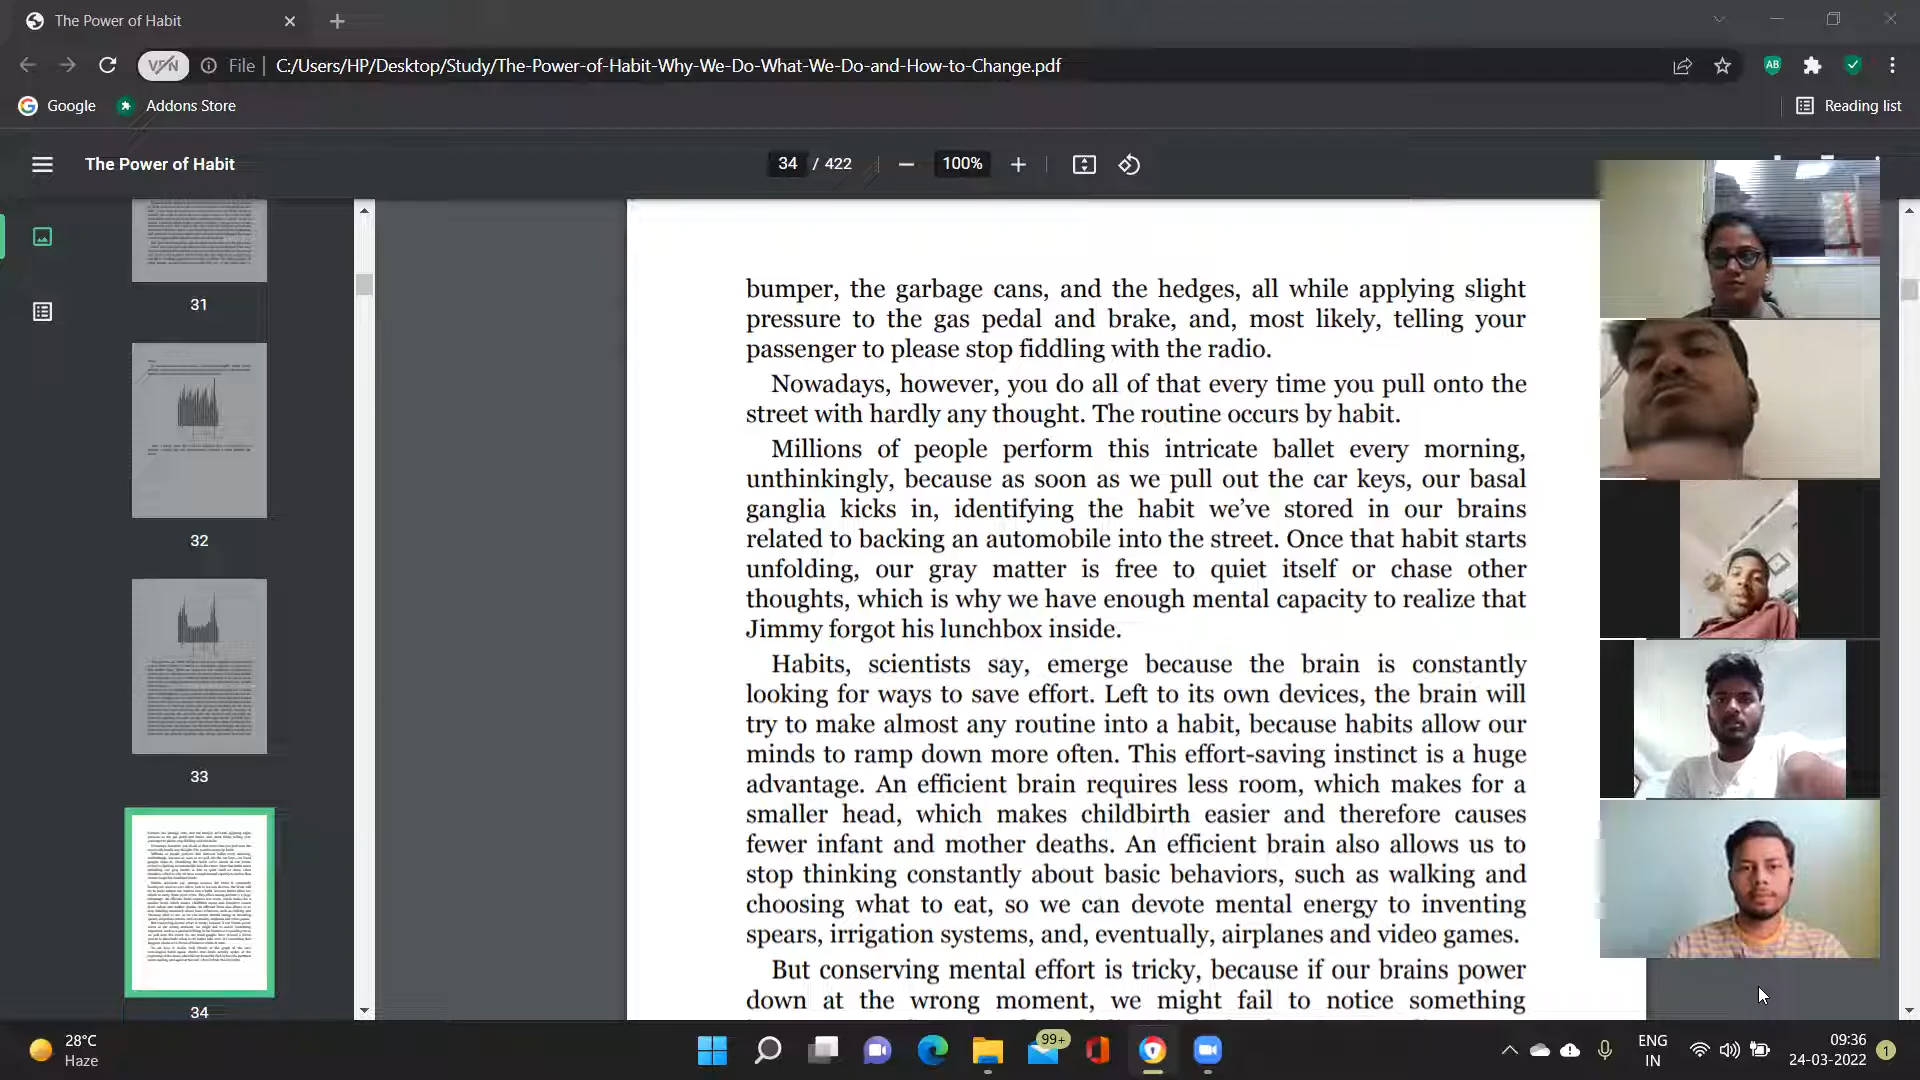 The Power of Habit
VPN
File
C:/Users/HP/Desktop/Study/The-Power-of-Habit-Why-We-Do-What-We-Do-and-How-to-Change.pdf
AB
Google
Addons Store
Reading list
The Power of Habit
34 / 422
100%
31
32
33
34
bumper, the garbage cans, and the hedges, all while applying slight
pressure to the gas pedal and brake, and, most likely, telling your
passenger to please stop fiddling with the radio.
Nowadays, however, you do all of that every time you pull onto the
street with hardly any thought. The routine occurs by habit.
Millions of people perform this intricate ballet every morning,
unthinkingly, because as soon as we pull out the car keys, our basal
ganglia kicks in, identifying the habit we’ve stored in our brains
related to backing an automobile into the street. Once that habit starts
unfolding, our gray matter is free to quiet itself or chase other
thoughts, which is why we have enough mental capacity to realize that
Jimmy forgot his lunchbox inside.
Habits, scientists say, emerge because the brain is constantly
looking for ways to save effort. Left to its own devices, the brain will
try to make almost any routine into a habit, because habits allow our
minds to ramp down more often. This effort-saving instinct is a huge
advantage. An efficient brain requires less room, which makes for a
smaller head, which makes childbirth easier and therefore causes
fewer infant and mother deaths. An efficient brain also allows us to
stop thinking constantly about basic behaviors, such as walking and
choosing what to eat, so we can devote mental energy to inventing
spears, irrigation systems, and, eventually, airplanes and video games.
But conserving mental effort is tricky, because if our brains power
down at the wrong moment, we might fail to notice something
28°C
Haze
99+
ENG
IN
09:36
24-03-2022
1